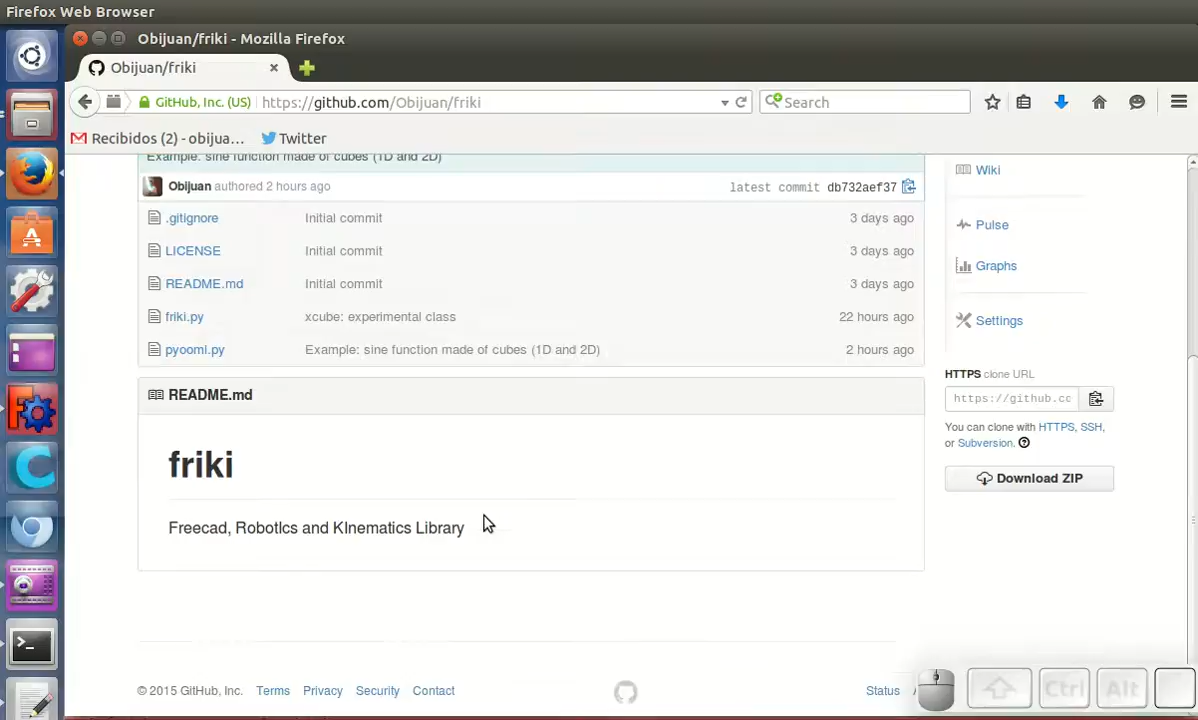 Firefox Web Browser
Obijuan/friki - Mozilla Firefox
Obijuan/friki
GitHub, Inc. (US) https://github.com/Obijuan/friki Search
Recibidos (2) - obijua... Twitter
Example: sine function made of cubes (1D and 2D)
Wiki
Obijuan authored 2 hours ago latest commit db732aef37
.gitignore Initial commit 3 days ago
Pulse
LICENSE Initial commit 3 days ago
Graphs
README.md Initial commit 3 days ago
friki.py xcube: experimental class 22 hours ago
Settings
pyooml.py Example: sine function made of cubes (1D and 2D) 2 hours ago
HTTPS clone URL
README.md
https://github.cc
You can clone with HTTPS, SSH,
or Subversion.
friki
Download ZIP
Freecad, RobotIcs and KInematics Library
© 2015 GitHub, Inc. Terms Privacy Security Contact Status
Ctrl Alt